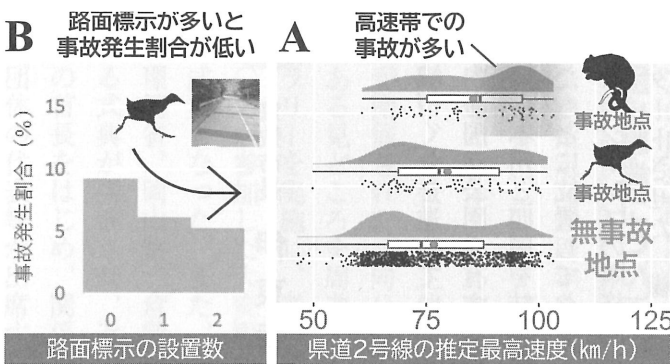 B
路面標示が多いと
事故発生割合が低い
事故発生割合(%)
15
10
5
0
0 1 2
路面標示の設置数
A
高速帯での
事故が多い
事故地点
事故地点
無事故
地点
50 75 100 125
県道2号線の推定最高速度(km/h)